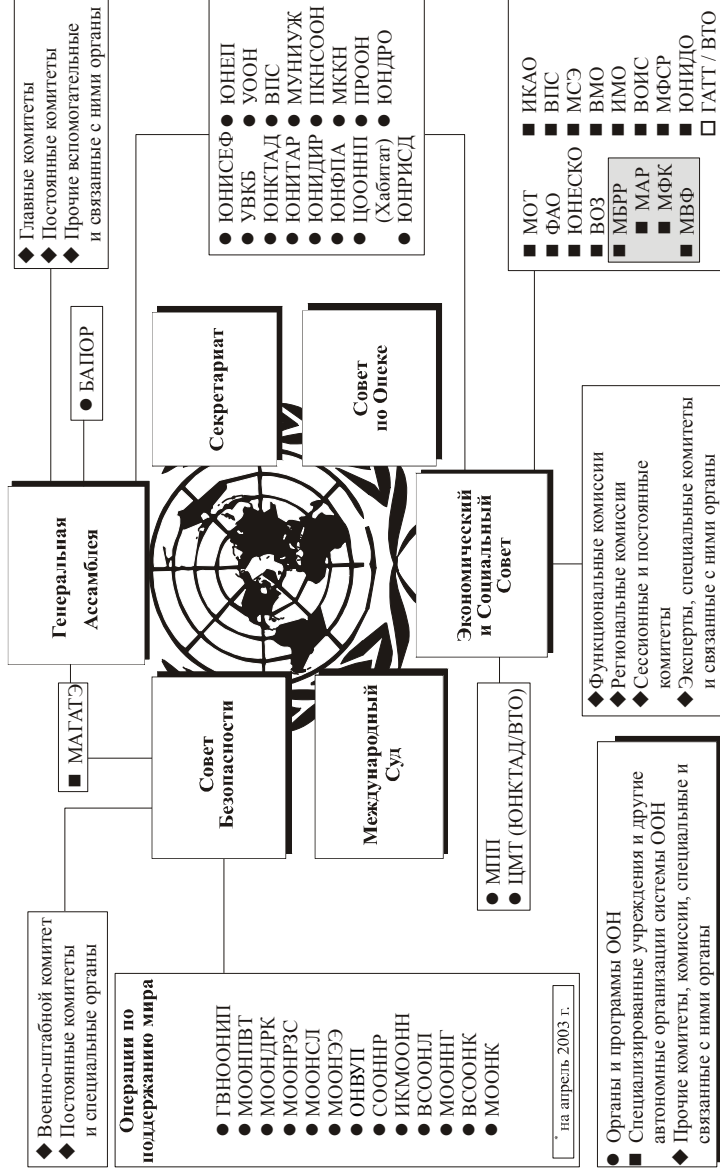 ◆ Военно-штабной комитет
◆ Постоянные комитеты
и специальные органы
■ МАГАТЭ
Генеральная
Ассамблея
● БАПОР
◆ Главные комитеты
◆ Постоянные комитеты
◆ Прочие вспомогательные
и связанные с ними органы
Операции по
поддержанию мира
● ГВНООНИП
● МООНПВТ
● МООНДРК
● МООНРЗС
● МООНСЛ
● МООНЭЭ
● ОНВУП
● СООННР
● ИКМООНН
● ВСООНЛ
● МООННГ
● ВСООНК
● МООНК
* на апрель 2003 г.
Совет
Безопасности
Секретариат
Международный
Суд
Совет
по Опеке
● ЮНИСЕФ ● ЮНЕП
● УВКБ ● УООН
● ЮНКТАД ● ВПС
● ЮНИТАР ● МУНИУЖ
● ЮНИДИР ● ПКНСООН
● ЮНФПА ● МККН
● ЦООННП ● ПРООН
(Хабитат) ● ЮНДРО
● ЮНРИСД
● МПП
● ЦМТ (ЮНКТАД/ВТО)
Экономический
и Социальный
Совет
■ МОТ ■ ИКАО
■ ФАО ■ ВПС
■ ЮНЕСКО ■ МСЭ
■ ВОЗ ■ ВМО
■ МБРР ■ ИМО
■ МАР ■ ВОИС
■ МФК ■ МФСР
■ МВФ ■ ЮНИДО
□ ГАТТ / ВТО
● Органы и программы ООН
■ Специализированные учреждения и другие
автономные организации системы ООН
◆ Прочие комитеты, комиссии, специальные и
связанные с ними органы
◆ Функциональные комиссии
◆ Региональные комиссии
◆ Сессионные и постоянные
комитеты
◆ Эксперты, специальные комитеты
и связанные с ними органы